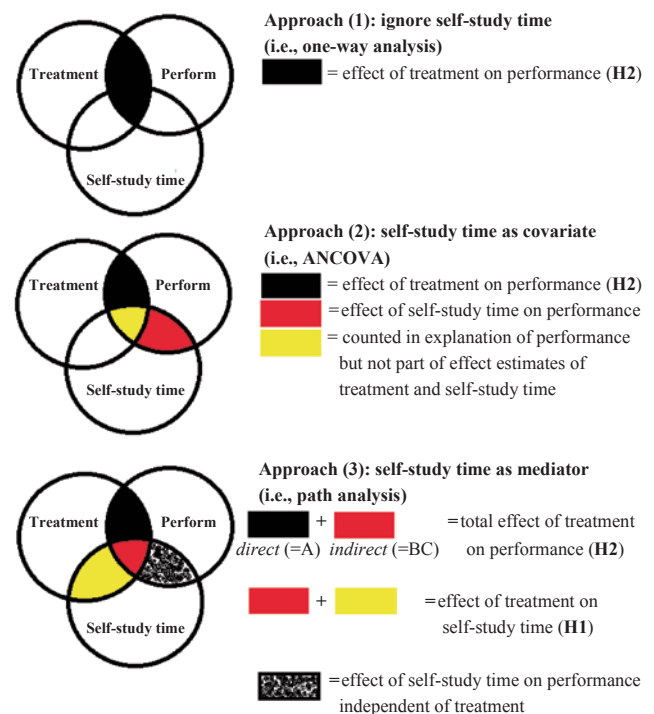 Approach (1): ignore self-study time
(i.e., one-way analysis)
= effect of treatment on performance (H2)
Treatment
Perform
Self-study time
Approach (2): self-study time as covariate
(i.e., ANCOVA)
= effect of treatment on performance (H2)
=effect of self-study time on performance
= counted in explanation of performance
but not part of effect estimates of
treatment and self-study time
Treatment
Perform
Self-study time
Approach (3): self-study time as mediator
(i.e., path analysis)
+ =total effect of treatment
direct (=A) indirect (=BC) on performance (H2)
+ =effect of treatment on
self-study time (H1)
=effect of self-study time on performance
independent of treatment
Treatment
Perform
Self-study time